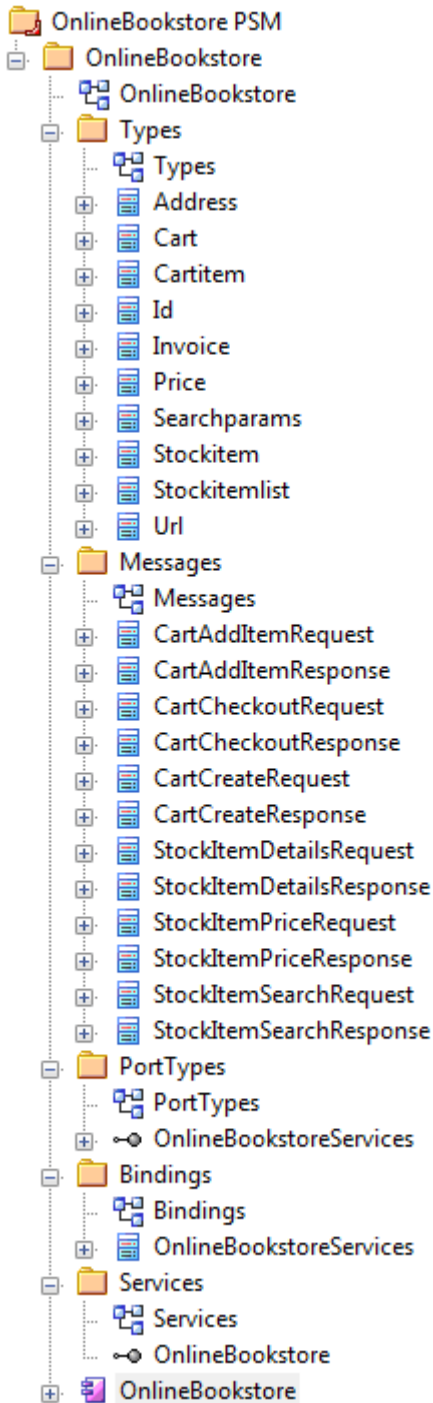 OnlineBookstore PSM
OnlineBookstore
OnlineBookstore
Types
Types
Address
Cart
Cartitem
Id
Invoice
Price
Searchparams
Stockitem
Stockitemlist
Url
Messages
Messages
CartAddItemRequest
CartAddItemResponse
CartCheckoutRequest
CartCheckoutResponse
CartCreateRequest
CartCreateResponse
StockItemDetailsRequest
StockItemDetailsResponse
StockItemPriceRequest
StockItemPriceResponse
StockItemSearchRequest
StockItemSearchResponse
PortTypes
PortTypes
OnlineBookstoreServices
Bindings
Bindings
OnlineBookstoreServices
Services
Services
OnlineBookstore
OnlineBookstore